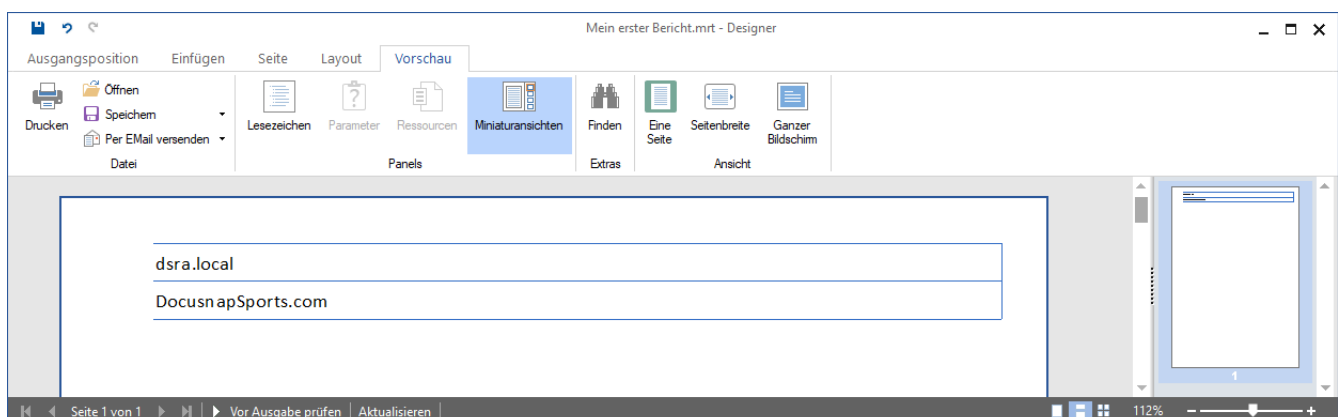 Mein erster Bericht.mrt - Designer
Ausgangsposition Einfügen Seite Layout Vorschau
Drucken
Öffnen
Speichern
Per EMail versenden
Datei
Lesezeichen Parameter Ressourcen Miniaturansichten
Panels
Finden
Extras
Eine Seite
Seitenbreite
Ganzer Bildschirm
Ansicht
dsra.local
DocusnapSports.com
1
Seite 1 von 1 Vor Ausgabe prüfen Aktualisieren 112%